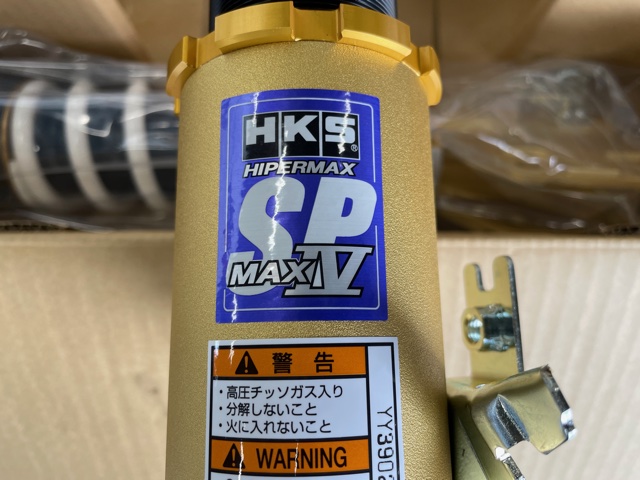 HKS®
HIPERMAX
SP
MAX IV
警告
・高圧チッソガス入り
・分解しないこと
・火に入れないこと
WARNING